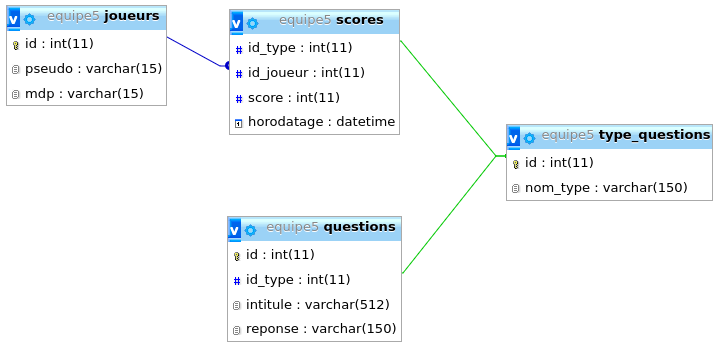 equipe5 joueurs
id : int(11)
pseudo : varchar(15)
mdp : varchar(15)
equipe5 scores
# id_type : int(11)
# id_joueur : int(11)
# score : int(11)
horodatage : datetime
equipe5 type_questions
id : int(11)
nom_type : varchar(150)
equipe5 questions
id : int(11)
# id_type : int(11)
intitule : varchar(512)
reponse : varchar(150)